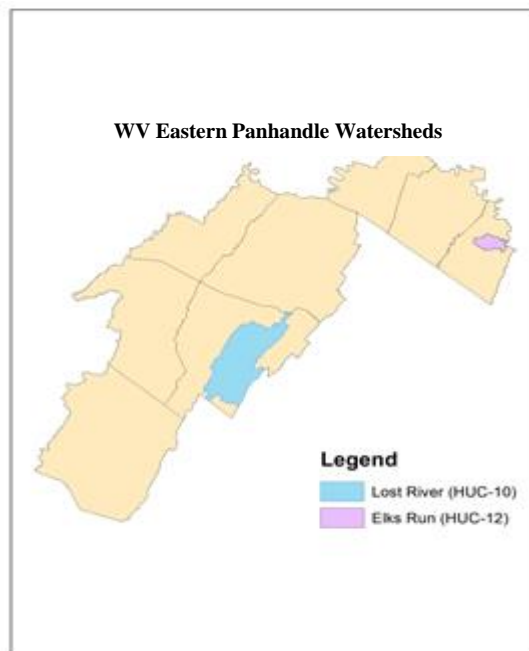 WV Eastern Panhandle Watersheds
Legend
Lost River (HUC-10)
Elks Run (HUC-12)